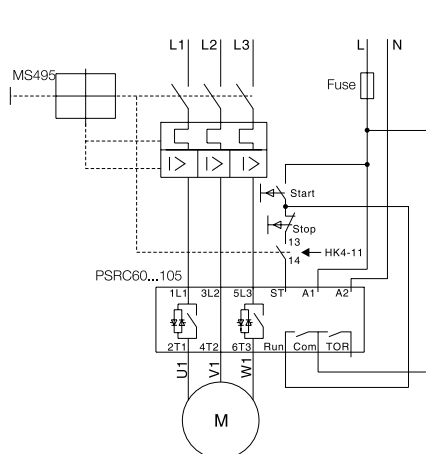 L1 L2 L3 L N
MS495
Fuse
I> I> I>
Start
Stop
13
HK4-11
14
PSRC60...105
1L1 3L2 5L3 ST A1 A2
2T1 4T2 6T3 Run Com TOR
U1 V1 W1
M